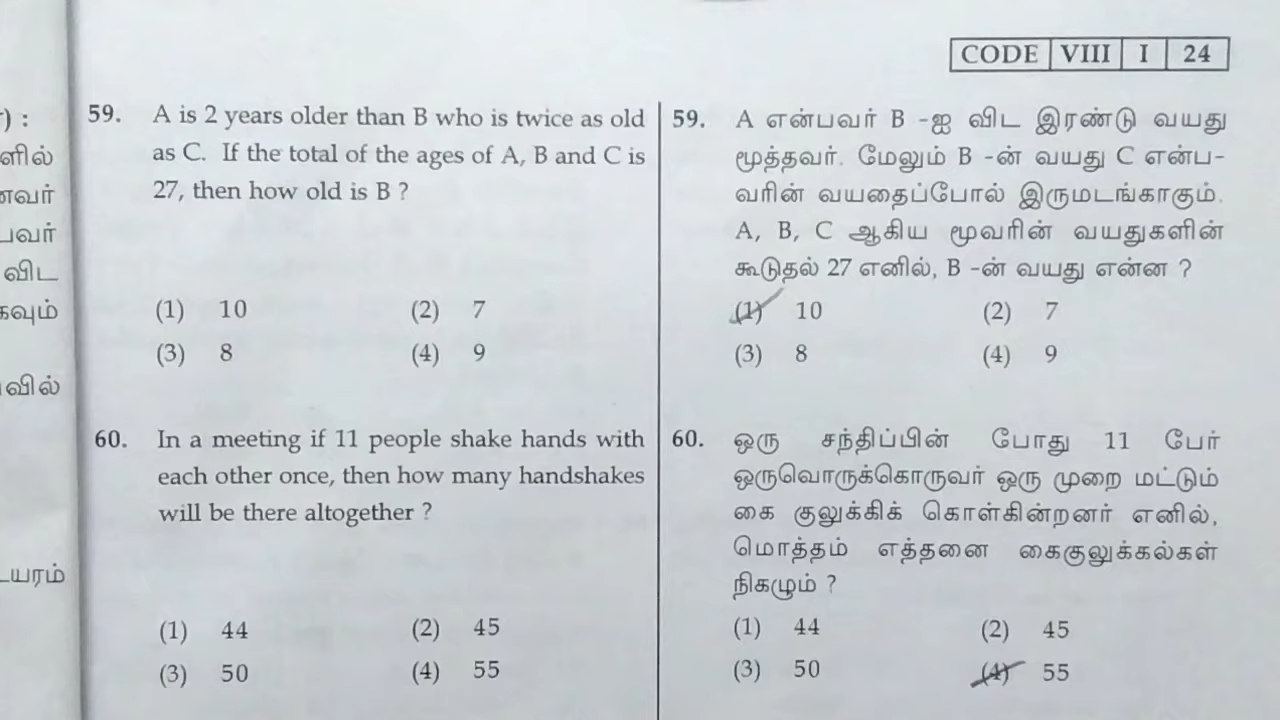 CODE VIII I 24
59. A is 2 years older than B who is twice as old
as C. If the total of the ages of A, B and C is
27, then how old is B ?
(1) 10 (2) 7
(3) 8 (4) 9
60. In a meeting if 11 people shake hands with
each other once, then how many handshakes
will be there altogether ?
(1) 44 (2) 45
(3) 50 (4) 55
59. A என்பவர் B -ஐ விட இரண்டு வயது
மூத்தவர். மேலும் B -ன் வயது C என்ப-
வரின் வயதைப்போல் இருமடங்காகும்.
A, B, C ஆகிய மூவரின் வயதுகளின்
கூடுதல் 27 எனில், B -ன் வயது என்ன ?
(1) 10 (2) 7
(3) 8 (4) 9
60. ஒரு சந்திப்பின் போது 11 பேர்
ஒருவொருக்கொருவர் ஒரு முறை மட்டும்
கை குலுக்கிக் கொள்கின்றனர் எனில்,
மொத்தம் எத்தனை கைகுலுக்கல்கள்
நிகழும் ?
(1) 44 (2) 45
(3) 50 (4) 55